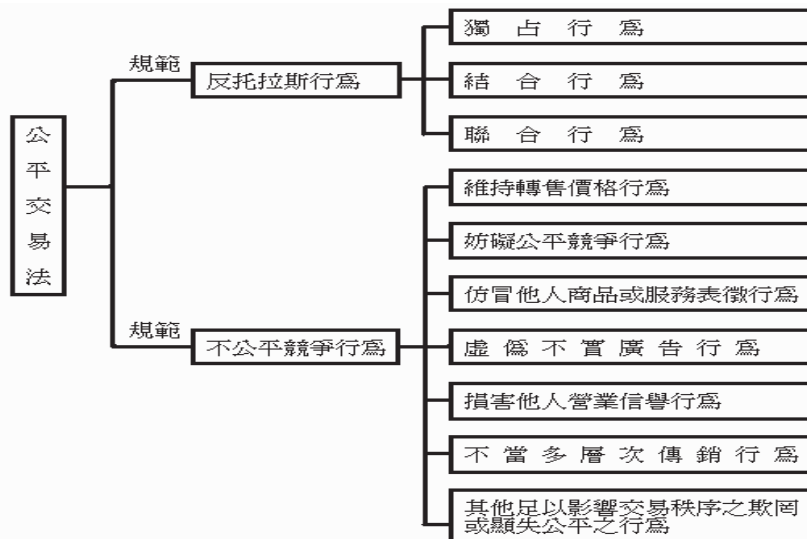 公平交易法
規範
反托拉斯行為
獨占行為
結合行為
聯合行為
規範
不公平競爭行為
維持轉售價格行為
妨礙公平競爭行為
仿冒他人商品或服務表徵行為
虛偽不實廣告行為
損害他人營業信譽行為
不當多層次傳銷行為
其他足以影響交易秩序之欺罔
或顯失公平之行為